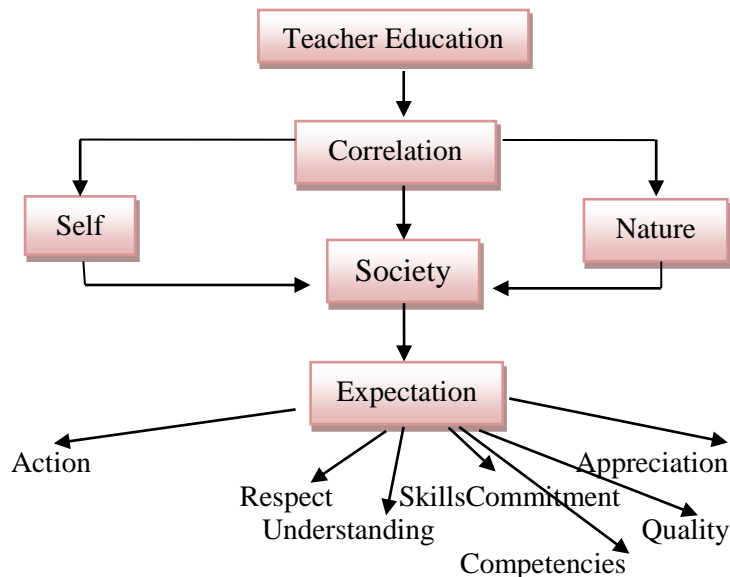 Teacher Education
Correlation
Self
Nature
Society
Expectation
Action
Appreciation
Respect
SkillsCommitment
Understanding
Quality
Competencies